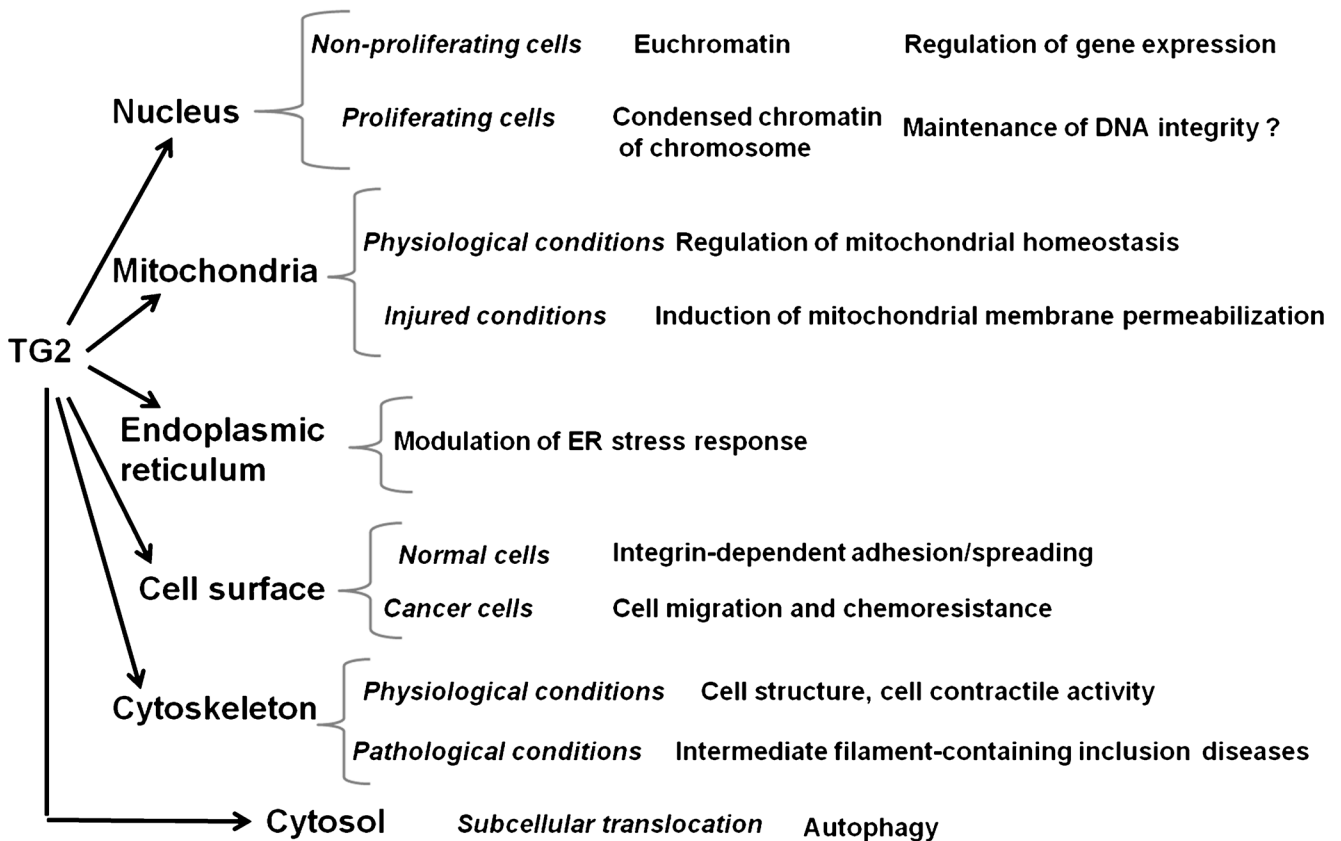 Non-proliferating cells Euchromatin Regulation of gene expression
Nucleus
Proliferating cells Condensed chromatin of chromosome Maintenance of DNA integrity ?
Physiological conditions Regulation of mitochondrial homeostasis
Mitochondria
Injured conditions Induction of mitochondrial membrane permeabilization
TG2
Endoplasmic
reticulum
Modulation of ER stress response
Normal cells Integrin-dependent adhesion/spreading
Cell surface
Cancer cells Cell migration and chemoresistance
Physiological conditions Cell structure, cell contractile activity
Cytoskeleton
Pathological conditions Intermediate filament-containing inclusion diseases
Cytosol Subcellular translocation Autophagy